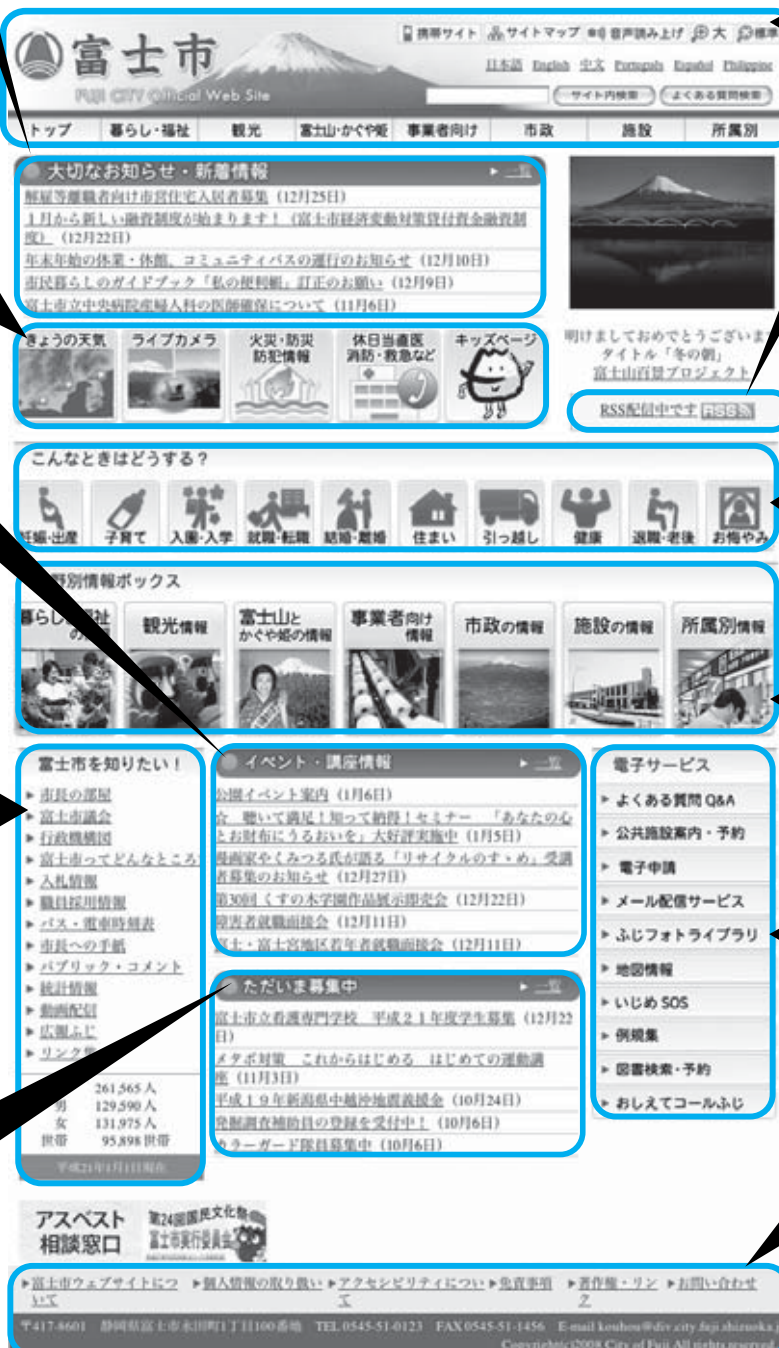 携帯サイト サイトマップ 音声読み上げ 大 標準
富士市
FUJI CITY Official Web Site
日本語 English 中文 Português Español Philippine
サイト内検索 よくある質問検索
トップ 暮らし・福祉 観光 富士山・かぐや姫 事業者向け 市政 施設 所属別
大切なお知らせ・新着情報 一覧
解雇等離職者向け市営住宅入居者募集 (12月25日)
1月から新しい融資制度が始まります！（富士市経済変動対策貸付資金融資制
度） (12月22日)
年末年始の休業・休館、コミュニティバスの運行のお知らせ (12月10日)
市民暮らしのガイドブック「私の便利帳」訂正のお願い (12月9日)
富士市立中央病院産婦人科の医師確保について (11月6日)
明けましておめでとうございま
タイトル「冬の朝」
富士山百景プロジェクト
RSS配信中です RSS
きょうの天気 ライブカメラ 火災・防災 防犯情報 休日当直医 消防・救急など キッズページ
こんなときはどうする？
妊娠・出産 子育て 入園・入学 就職・転職 結婚・離婚 住まい 引っ越し 健康 退職・老後 お悔やみ
野別情報ボックス
観光情報 富士山と かぐや姫の情報 事業者向け 情報 市政の情報 施設の情報 所属別情報
富士市を知りたい！
市長の部屋
富士市議会
行政機構図
富士市ってどんなところ
入札情報
職員採用情報
バス・電車時刻表
市長への手紙
パブリック・コメント
統計情報
動画配信
広報ふじ
リンク集
261,565人
男 129,590人
女 131,975人
世帯 95,898世帯
平成21年1月1日現在
イベント・講座情報 一覧
公園イベント案内 (1月6日)
☆ 聴いて満足！知って納得！セミナー 「あなたの心
とお財布にうるおいを」大好評実施中 (1月5日)
漫画家やくみつる氏が語る「リサイクルのすゝめ」受講
者募集のお知らせ (12月27日)
第30回くすの木学園作品展示即売会 (12月22日)
障害者就職面接会 (12月11日)
富士・富士宮地区若年者就職面接会 (12月11日)
ただいま募集中 一覧
富士市立看護専門学校 平成21年度学生募集 (12月22
日)
メタボ対策 これからはじめる はじめての運動講
座 (11月3日)
平成19年新潟県中越沖地震義援金 (10月24日)
発掘調査補助員の登録を受付中！ (10月6日)
カラーガード隊員募集中 (10月6日)
電子サービス
よくある質問 Q&A
公共施設案内・予約
電子申請
メール配信サービス
ふじフォトライブラリ
地図情報
いじめ SOS
例規集
図書検索・予約
おしえてコールふじ
アスベスト
相談窓口
第24回国民文化祭
富士市実行委員会
富士市ウェブサイトにつ 個人情報の取り扱い アクセシビリティについ 免責事項 著作権・リン お問い合わせ
いて て ク
〒417-8601 静岡県富士市永田町1丁目100番地 TEL 0545-51-0123 FAX 0545-51-1456 E-mail kouhou@div.city.fuji.shizuoka.j
Copyright(c)2008 City of Fuji All rights reserved.